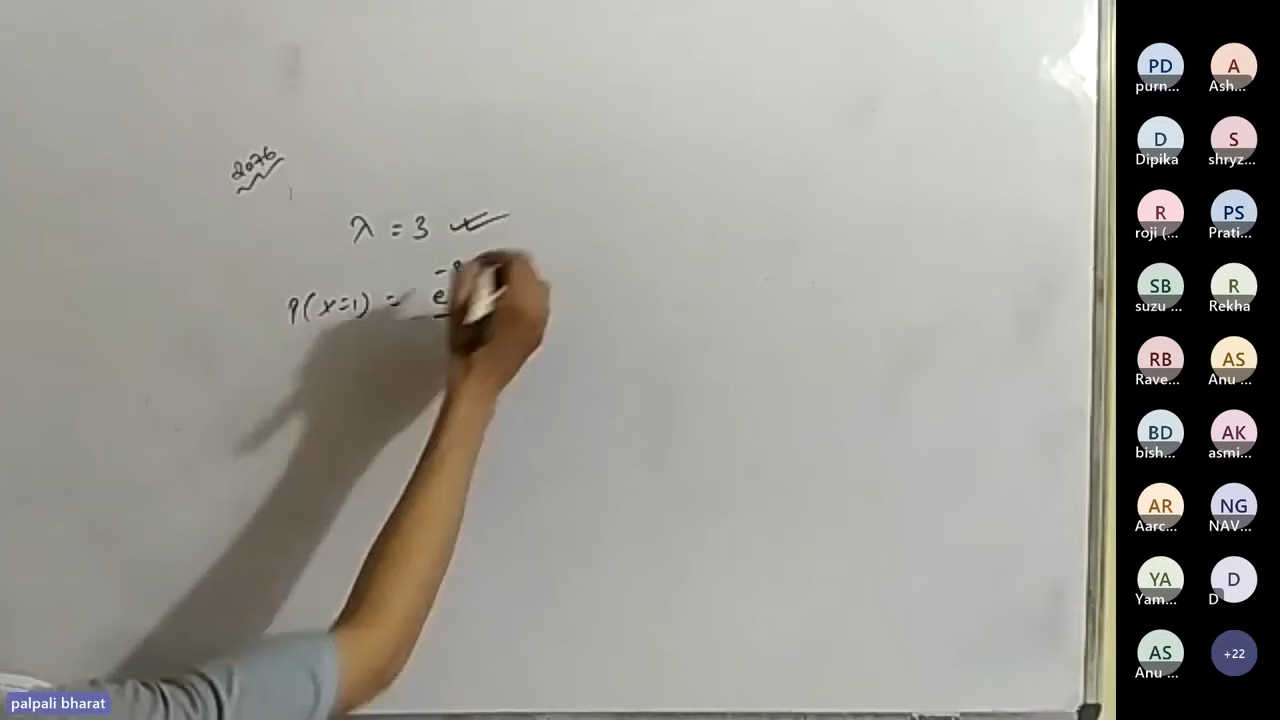 2076
λ = 3
P(x=1) = e
PD
A
purn...
Ash...
D
S
Dipika
shryz...
R
PS
roji (...
Prati...
SB
R
suzu ...
Rekha
RB
AS
Rave...
Anu ...
BD
AK
bish...
asmi...
AR
NG
Aarc...
NAV...
YA
D
Yam...
D
AS
+22
Anu ...
palpali bharat